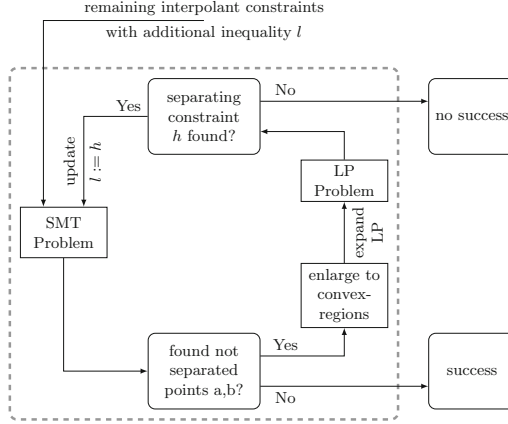 remaining interpolant constraints
with additional inequality l
separating
constraint
h found?
No
no success
Yes
update
l := h
LP
Problem
SMT
Problem
expand
LP
enlarge to
convex-
regions
found not
separated
points a,b?
Yes
No
success